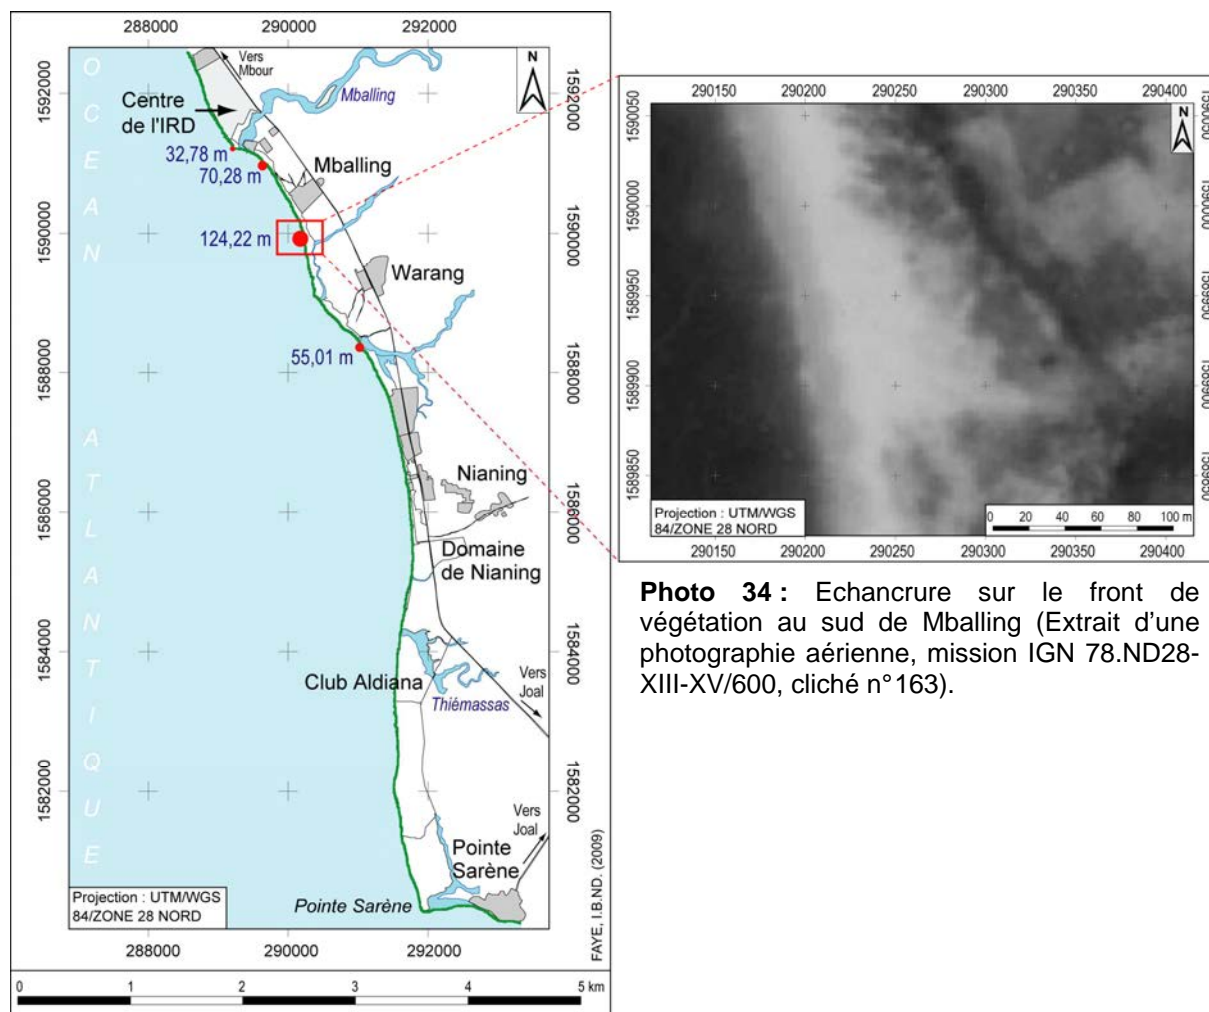 288000 290000 292000
O C E A N
A T L A N T I Q U E
Vers
Mbour
N
1592000
1590000
1588000
1586000
1584000
1582000
1592000
1590000
1588000
1586000
1584000
1582000
Centre
de l'IRD
Mballing
32,78 m
70,28 m
Mballing
124,22 m
Warang
55,01 m
Nianing
Domaine
de Nianing
Club Aldiana
Thiémassas
Vers
Joal
Vers
Joal
Pointe
Sarène
Pointe Sarène
Projection : UTM/WGS
84/ZONE 28 NORD
FAYE, I.B.ND. (2009)
288000 290000 292000
0 1 2 3 4 5 km
290150 290200 290250 290300 290350 290400
N
1590050
1590000
1589950
1589900
1589850
1590050
1590000
1589950
1589900
1589850
Projection : UTM/WGS
84/ZONE 28 NORD
0 20 40 60 80 100 m
290150 290200 290250 290300 290350 290400
Photo 34 : Echancrure sur le front de
végétation au sud de Mballing (Extrait d'une
photographie aérienne, mission IGN 78.ND28-
XIII-XV/600, cliché n°163).